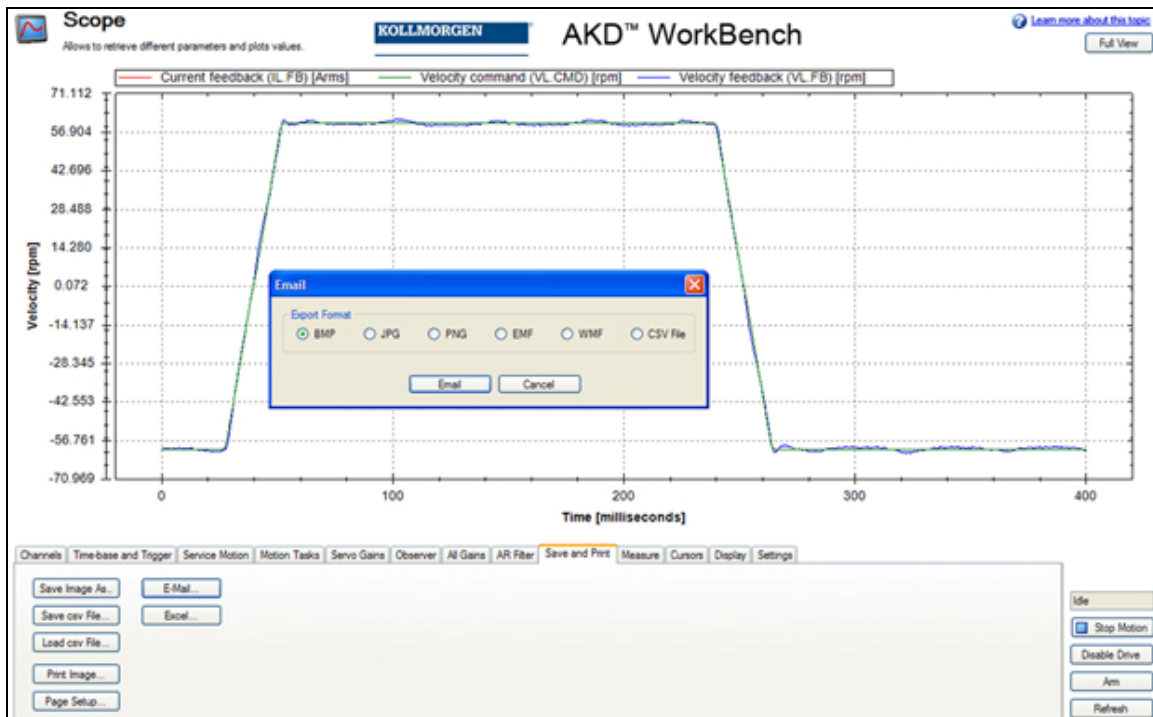 Scope
Allows to retrieve different parameters and plots values.
KOLLMORGEN
AKD™ WorkBench
Learn more about this topic
Full View
Current feedback (IL.FB) [Arms] Velocity command (VL.CMD) [rpm] Velocity feedback (VL.FB) [rpm]
71.112
56.904
42.696
28.488
14.280
0.072
-14.137
-28.345
-42.553
-56.761
-70.969
Velocity [rpm]
0 100 200 300 400
Time [milliseconds]
Email
Export Format
BMP JPG PNG EMF WMF CSV File
Email Cancel
Channels Time-base and Trigger Service Motion Motion Tasks Servo Gains Observer All Gains AR Filter Save and Print Measure Cursors Display Settings
Save Image As... E-Mail...
Save csv File... Excel...
Load csv File...
Print Image...
Page Setup...
Idle
Stop Motion
Disable Drive
Arm
Refresh